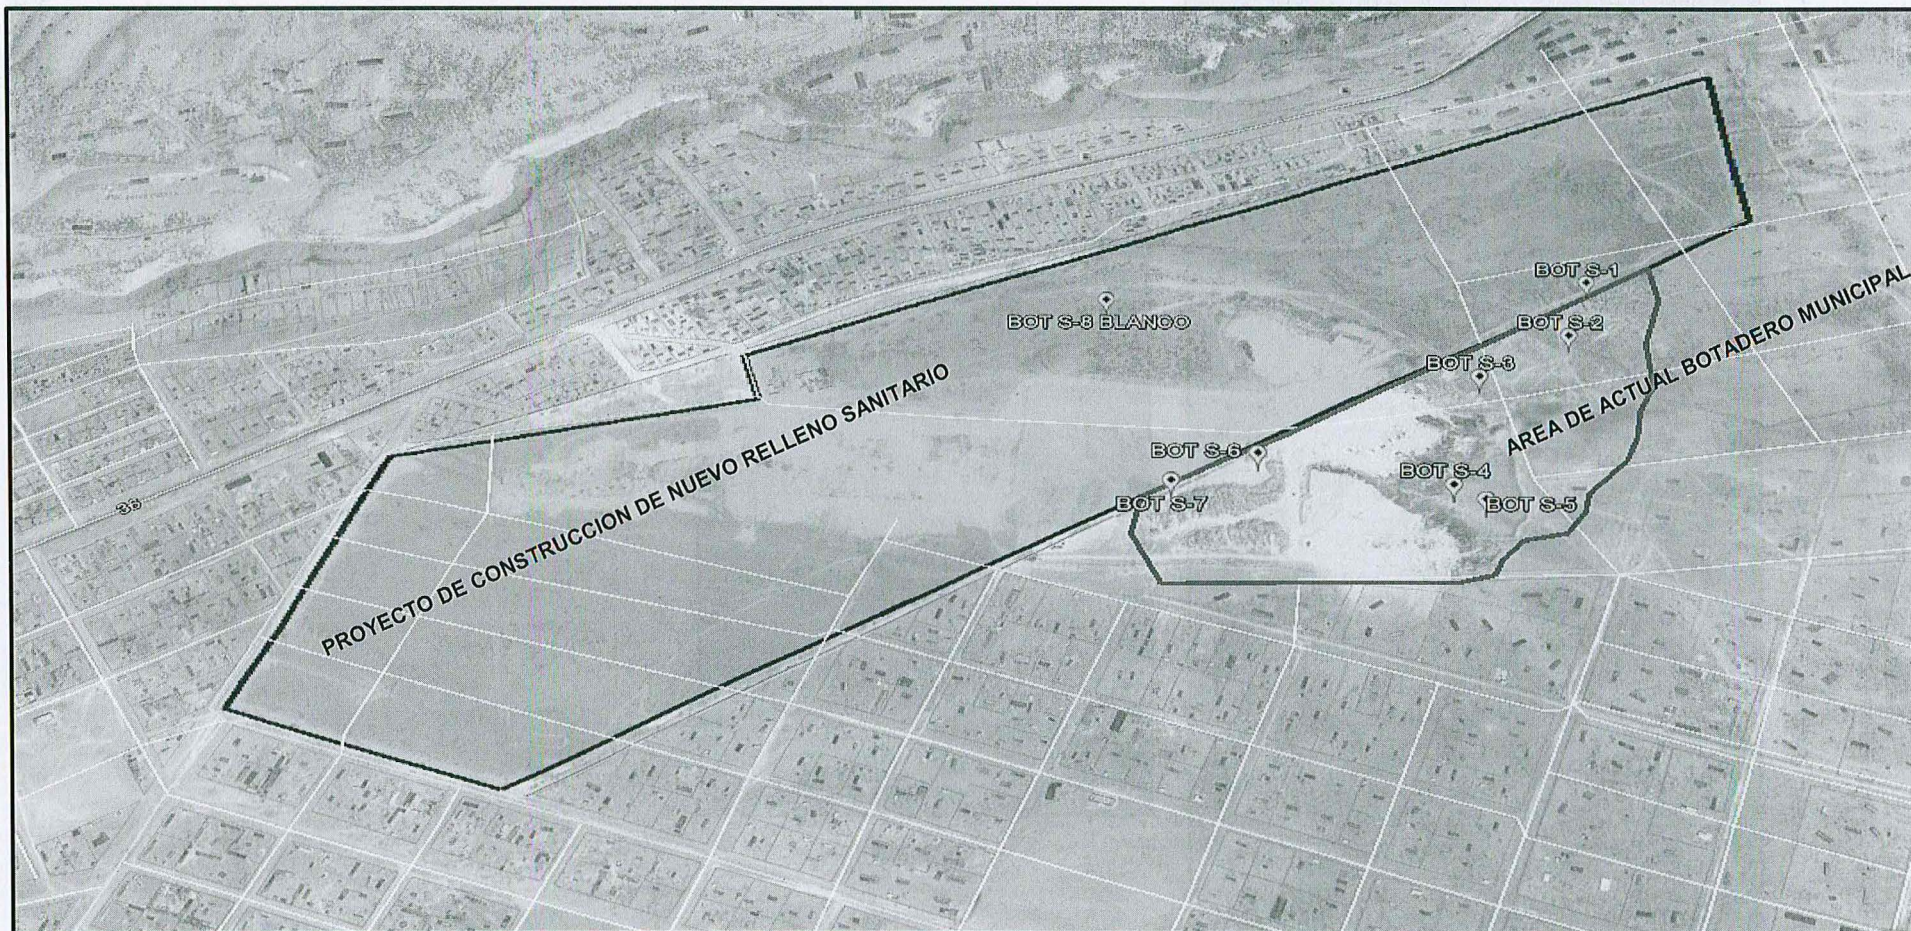 BOT S-1
BOT S-8 BLANCO
BOT S-2
BOT S-3
AREA DE ACTUAL BOTADERO MUNICIPAL
PROYECTO DE CONSTRUCCION DE NUEVO RELLENO SANITARIO
BOT S-6
BOT S-4
BOT S-7
BOT S-5